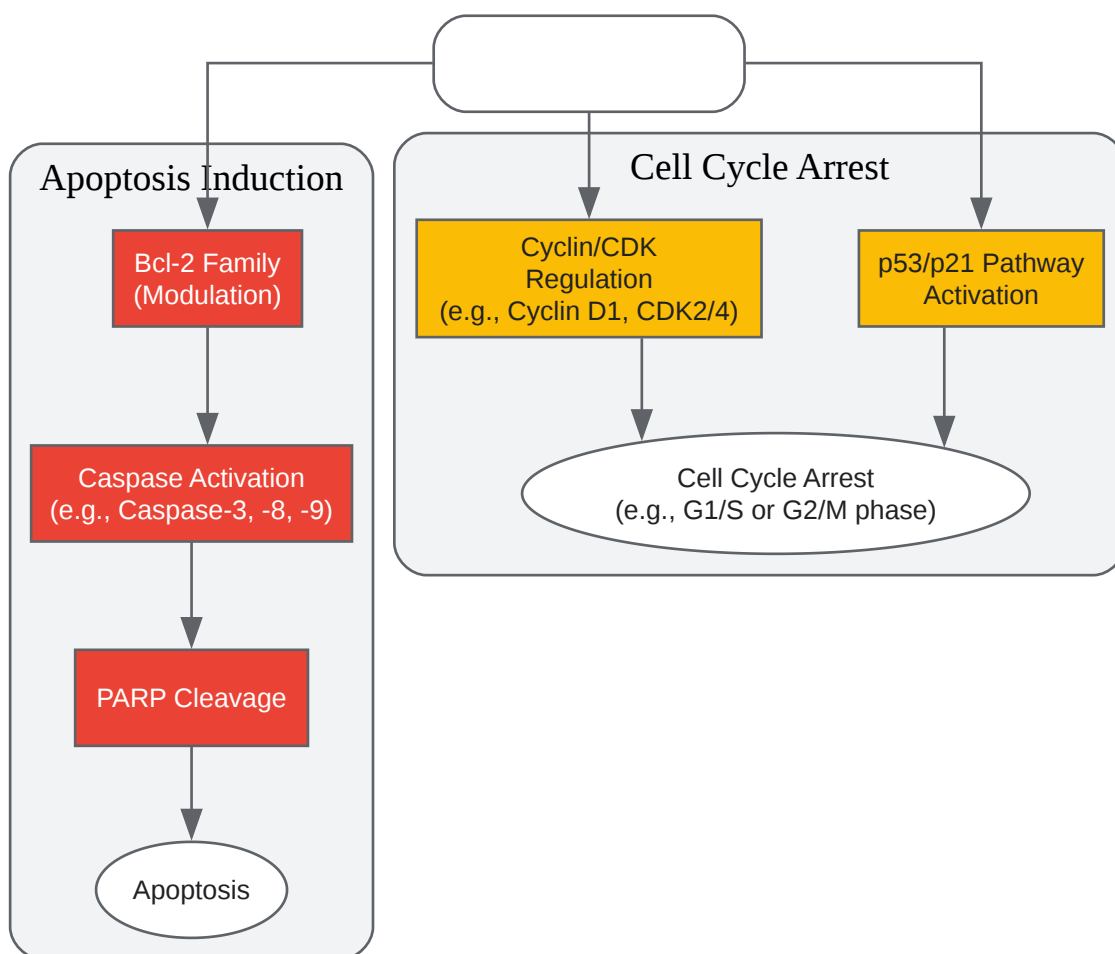 Apoptosis Induction
Bcl-2 Family
(Modulation)
Caspase Activation
(e.g., Caspase-3, -8, -9)
PARP Cleavage
Apoptosis
Cell Cycle Arrest
Cyclin/CDK
Regulation
(e.g., Cyclin D1, CDK2/4)
p53/p21 Pathway
Activation
Cell Cycle Arrest
(e.g., G1/S or G2/M phase)